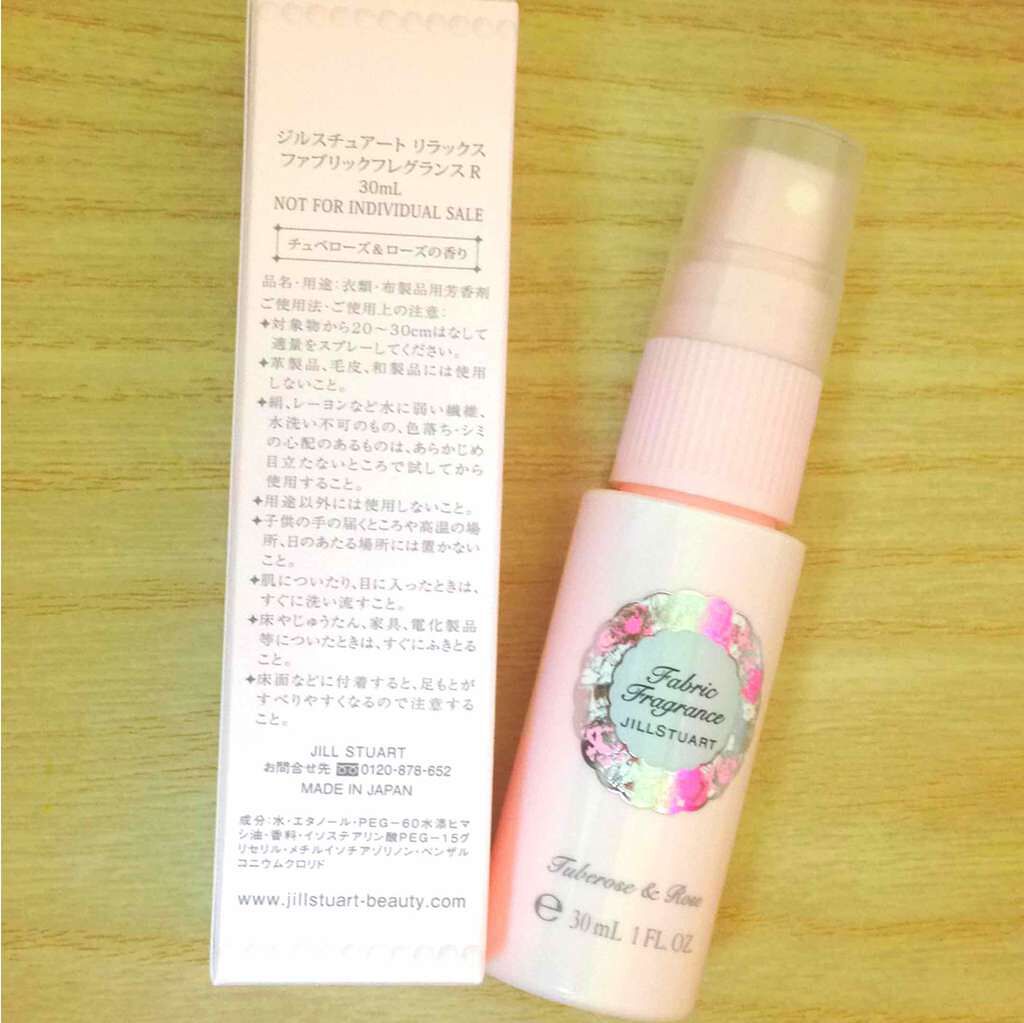 ジルスチュアート リラックス
ファブリックフレグランス R
30mL
NOT FOR INDIVIDUAL SALE
チュベローズ&ローズの香り
品名・用途：衣類・布製品用芳香剤
ご使用法・ご使用上の注意：
✦対象物から20〜30cmはなして
適量をスプレーしてください。
✦革製品、毛皮、和製品には使用
しないこと。
✦絹、レーヨンなど水に弱い繊維、
水洗い不可のもの、色落ち・シミ
の心配のあるものは、あらかじめ
目立たないところで試してから
使用すること。
✦用途以外には使用しないこと。
✦子供の手の届くところや高温の場
所、日のあたる場所には置かない
こと。
✦肌についたり、目に入ったときは、
すぐに洗い流すこと。
✦床やじゅうたん、家具、電化製品
等についたときは、すぐにふきとる
こと。
✦床面などに付着すると、足もとが
すべりやすくなるので注意する
こと。
JILL STUART
お問合せ先 0120-878-652
MADE IN JAPAN
成分：水・エタノール・PEG−60水添ヒマ
シ油・香料・イソステアリン酸PEG−15グ
リセリル・メチルイソチアゾリノン・ベンザル
コニウムクロリド
www.jillstuart-beauty.com
Fabric
Fragrance
JILLSTUART
Tuberose & Rose
℮ 30 mL 1 FL. OZ